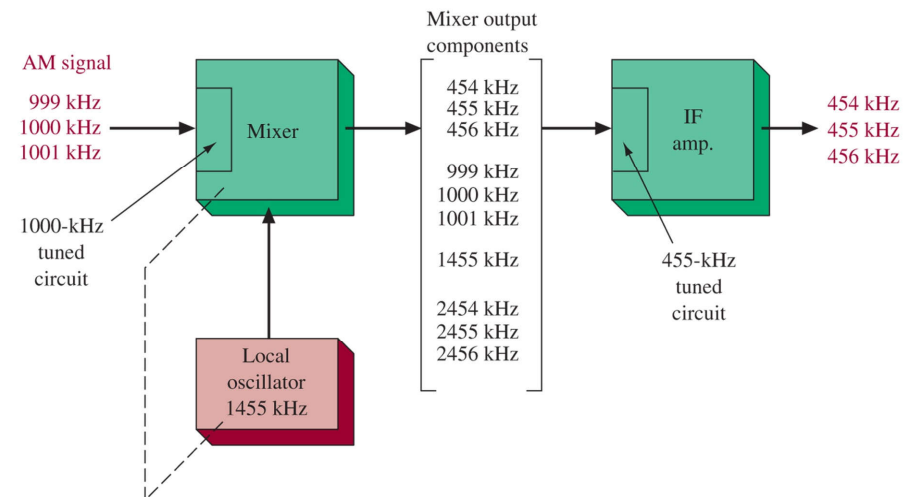 Mixer output
components
AM signal
999 kHz
1000 kHz
1001 kHz
Mixer
1000-kHz
tuned
circuit
Local
oscillator
1455 kHz
454 kHz
455 kHz
456 kHz
999 kHz
1000 kHz
1001 kHz
1455 kHz
2454 kHz
2455 kHz
2456 kHz
IF
amp.
455-kHz
tuned
circuit
454 kHz
455 kHz
456 kHz